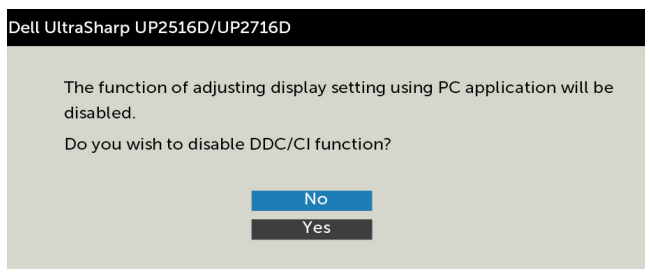 Dell UltraSharp UP2516D/UP2716D
The function of adjusting display setting using PC application will be
disabled.
Do you wish to disable DDC/CI function?
No
Yes